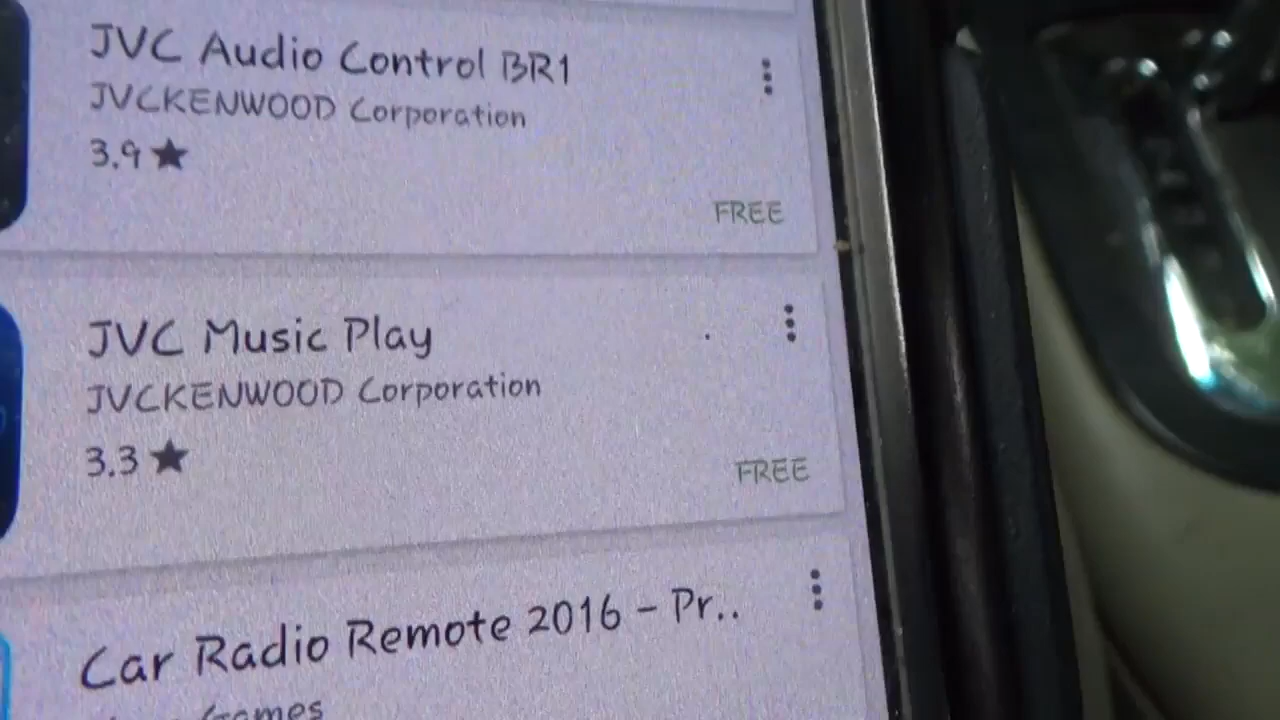 JVC Audio Control BR1
JVCKENWOOD Corporation
3.9★
FREE
JVC Music Play
JVCKENWOOD Corporation
3.3★
FREE
Car Radio Remote 2016 - Pr..
Games